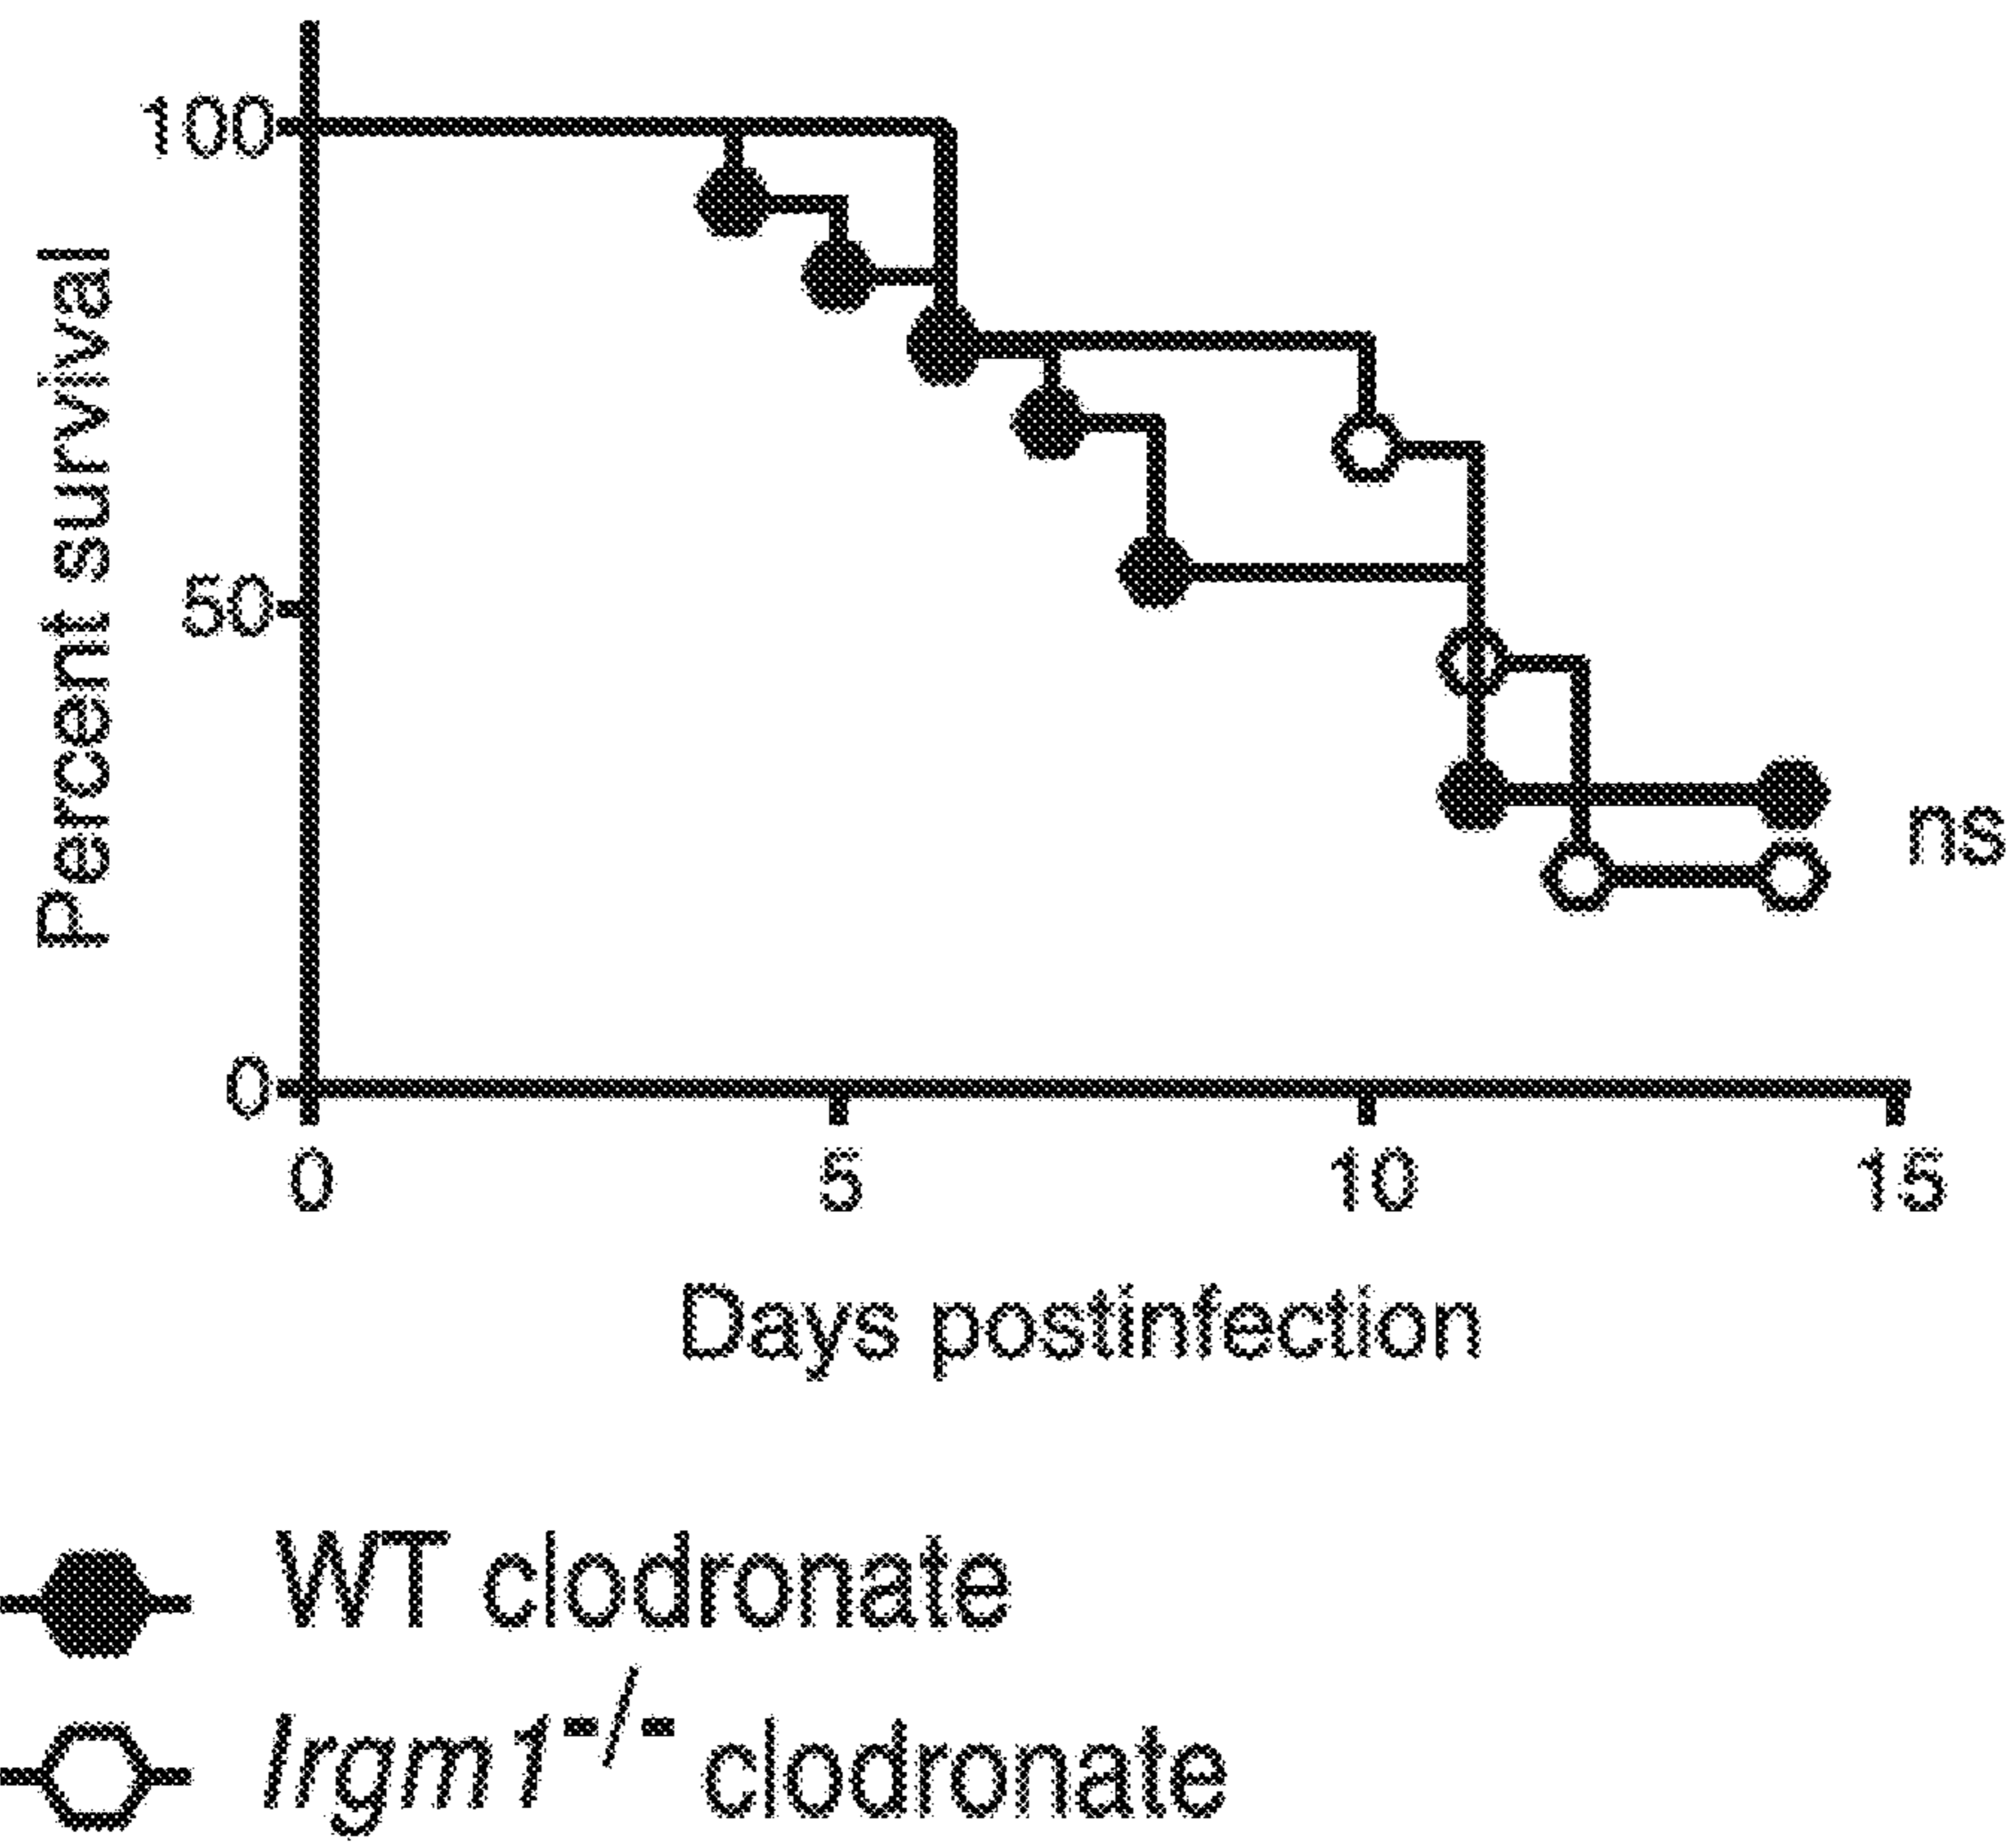 100
50
0
Percent survival
0 5 10 15
Days postinfection
ns
WT clodronate
Irgm1-/- clodronate